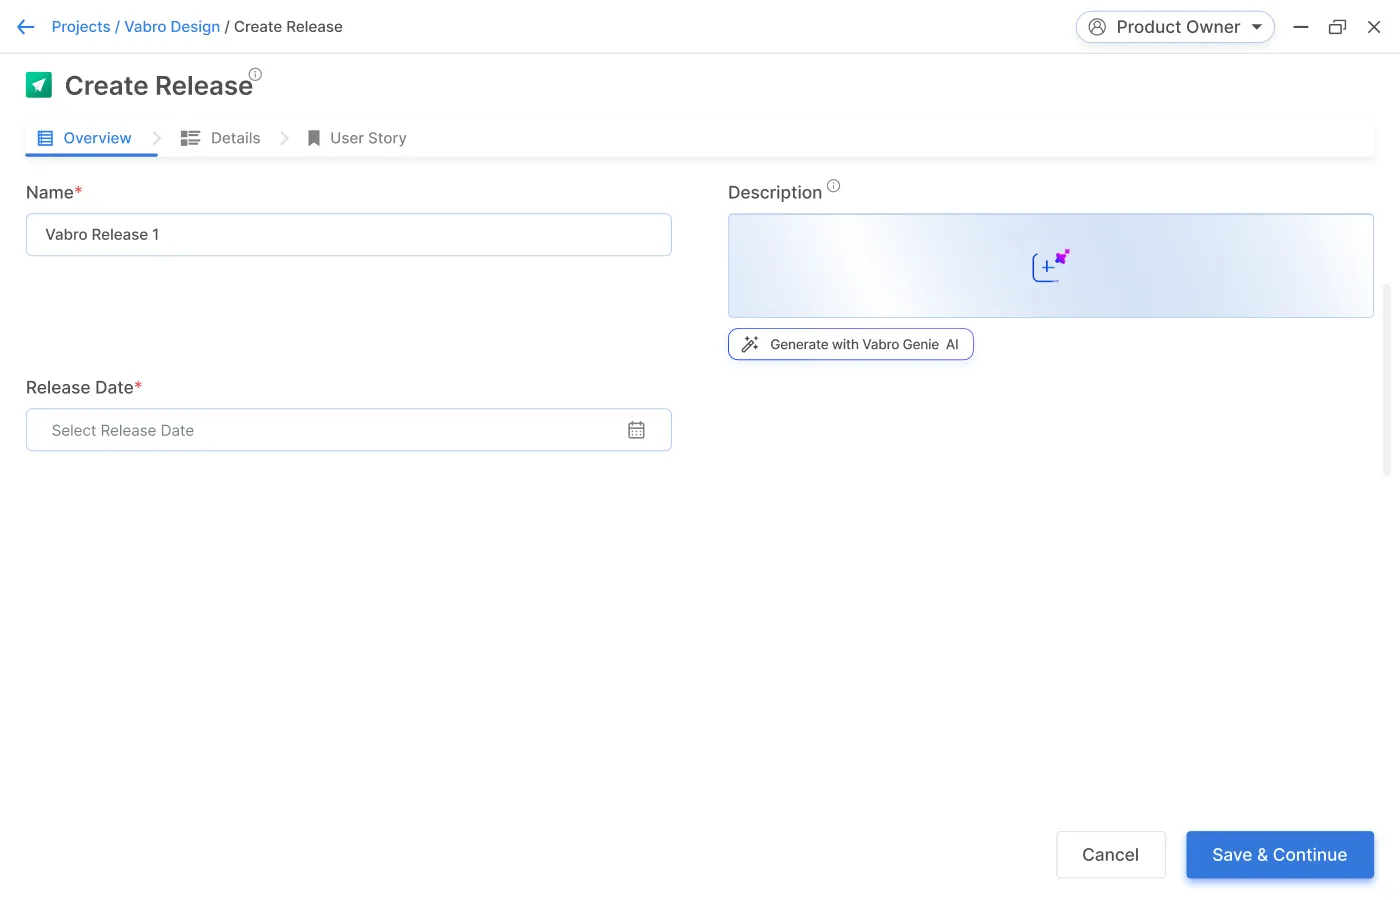 Projects / Vabro Design / Create Release
Product Owner
Create Release
Overview
Details
User Story
Name*
Description
Vabro Release 1
Generate with Vabro Genie AI
Release Date*
Select Release Date
Cancel
Save & Continue